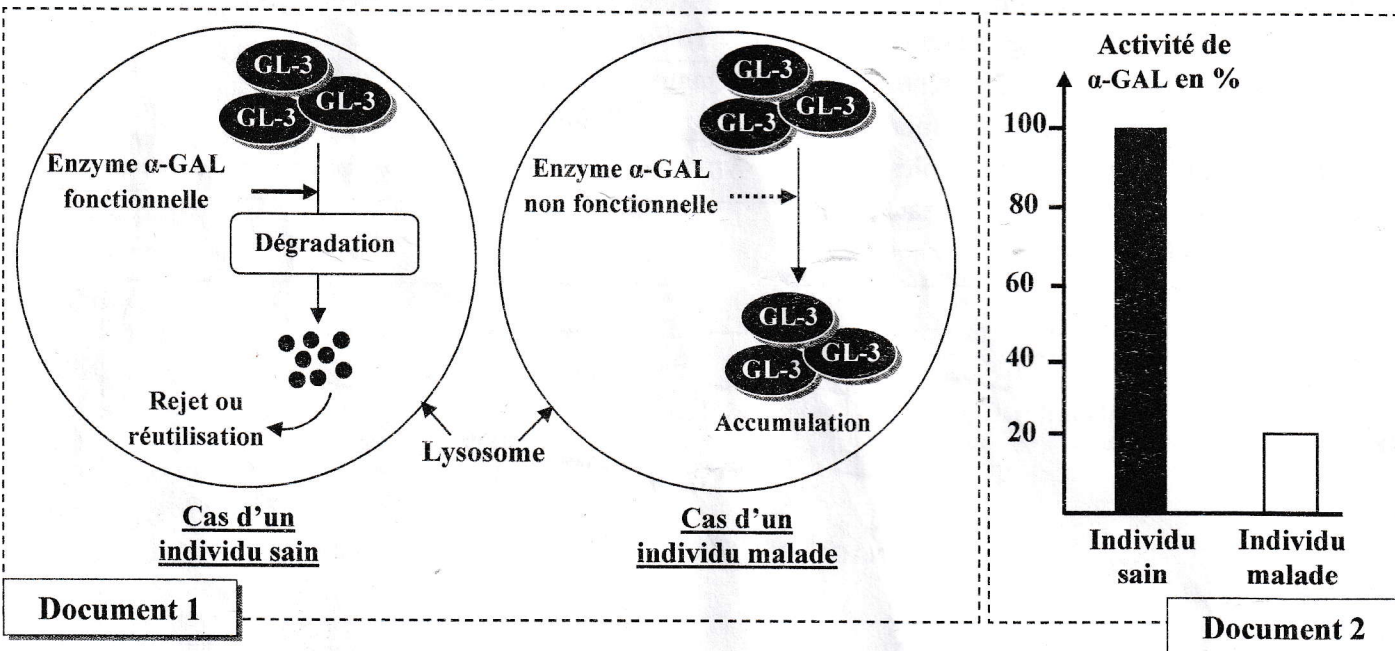 GL-3
GL-3
GL-3
Enzyme α-GAL
fonctionnelle
Dégradation
Rejet ou
réutilisation
Cas d'un
individu sain
Lysosome
GL-3
GL-3
GL-3
Enzyme α-GAL
non fonctionnelle
GL-3
GL-3
GL-3
Accumulation
Cas d'un
individu malade
Document 1
Activité de
α-GAL en %
100
80
60
40
20
Individu
sain
Individu
malade
Document 2